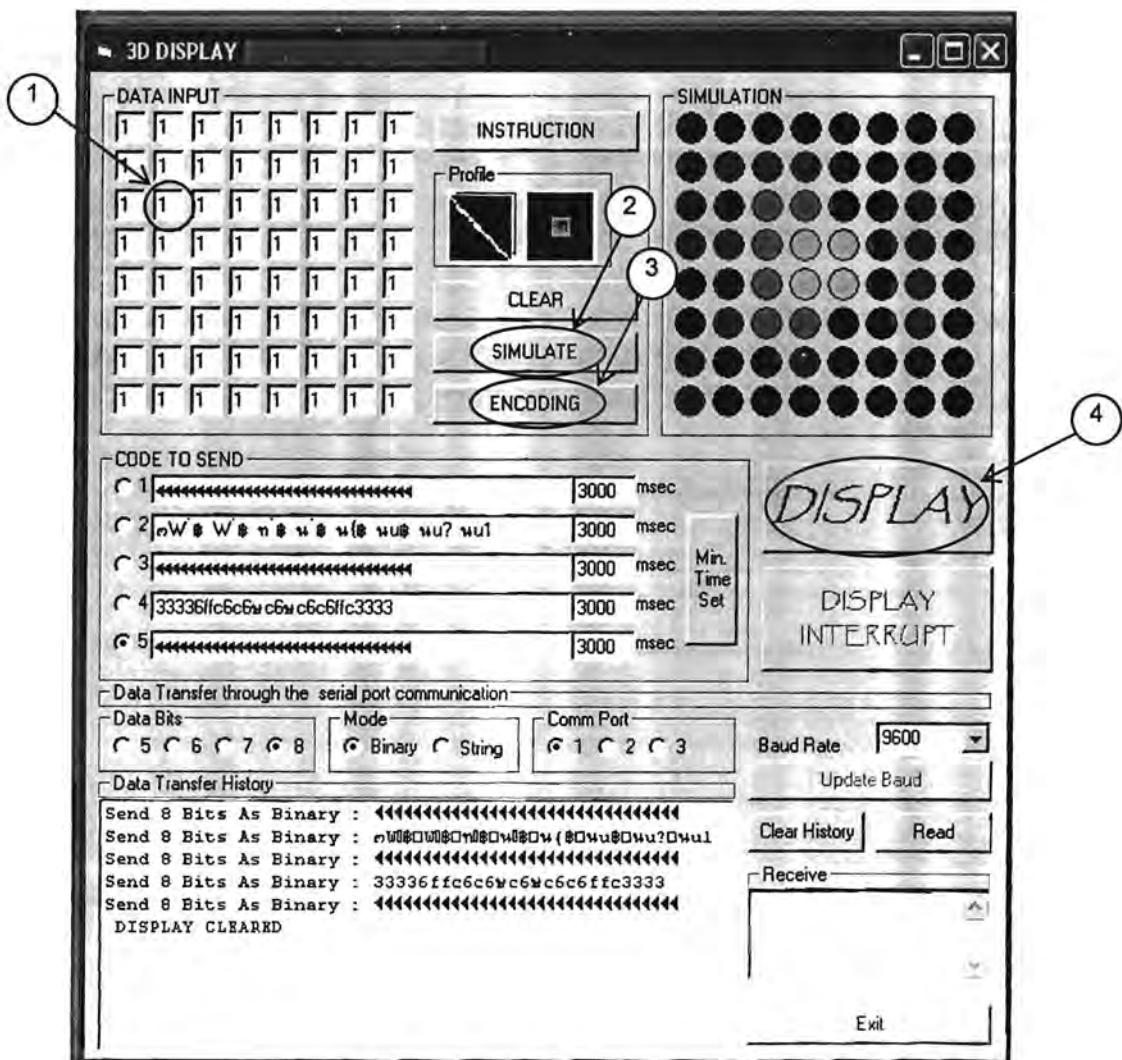 3D DISPLAY
1
DATA INPUT
1 1 1 1 1 1 1 1
1 1 1 1 1 1 1 1
1 1 1 1 1 1 1 1
1 1 1 1 1 1 1 1
1 1 1 1 1 1 1 1
1 1 1 1 1 1 1 1
1 1 1 1 1 1 1 1
1 1 1 1 1 1 1 1
INSTRUCTION
Profile
2
3
CLEAR
SIMULATE
ENCODING
SIMULATION
4
CODE TO SEND
1 3000 msec
2 3000 msec
3 3000 msec
4 3000 msec
5 3000 msec
Min.
Time
Set
DISPLAY
DISPLAY
INTERRUPT
Data Transfer through the serial port communication
Data Bits
5 6 7 8
Mode
Binary String
Comm Port
1 2 3
Baud Rate 9600
Update Baud
Data Transfer History
Send 8 Bits As Binary :
Send 8 Bits As Binary :
Send 8 Bits As Binary :
Send 8 Bits As Binary :
Send 8 Bits As Binary :
DISPLAY CLEARED
Clear History Read
Receive
Exit